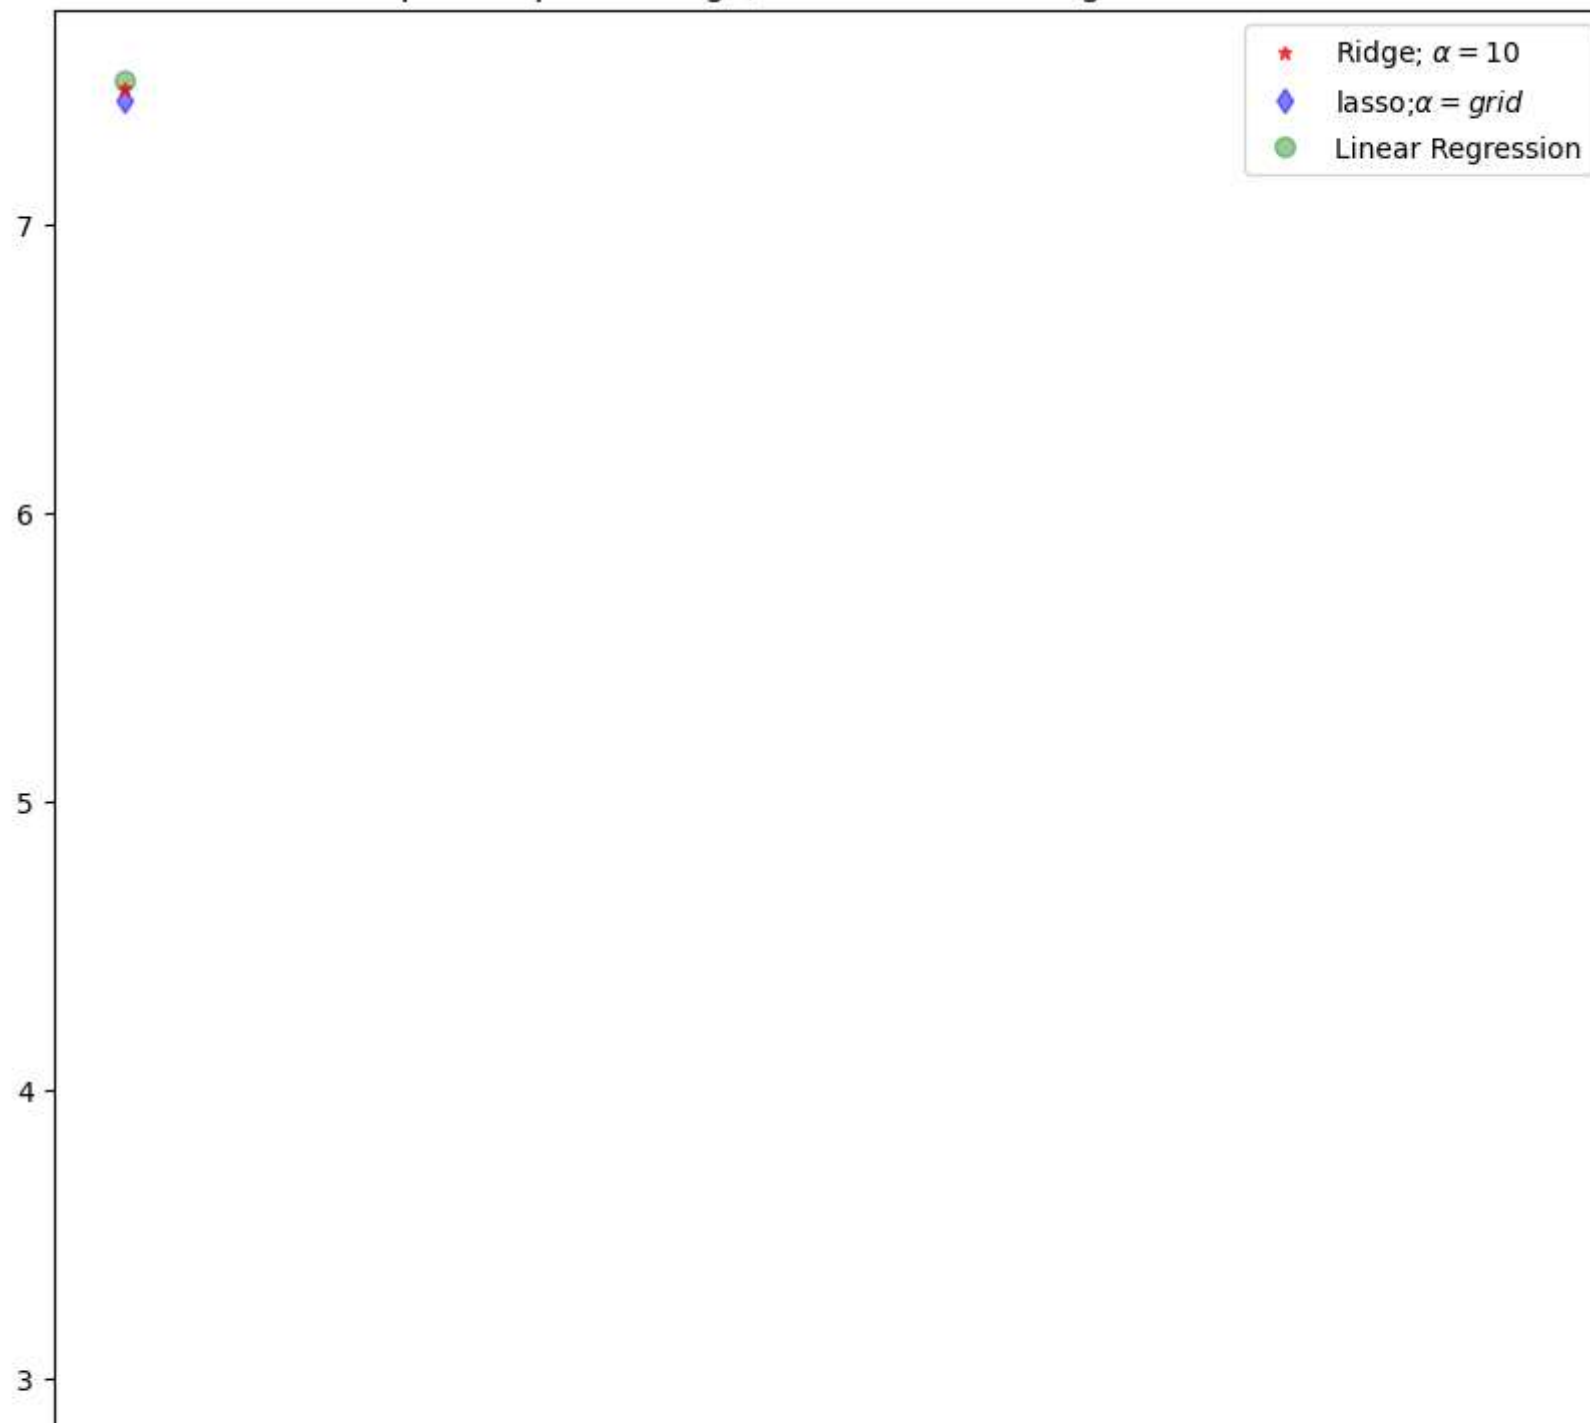 Ridge; α = 10
lasso;α = grid
Linear Regression
7
6
5
4
3